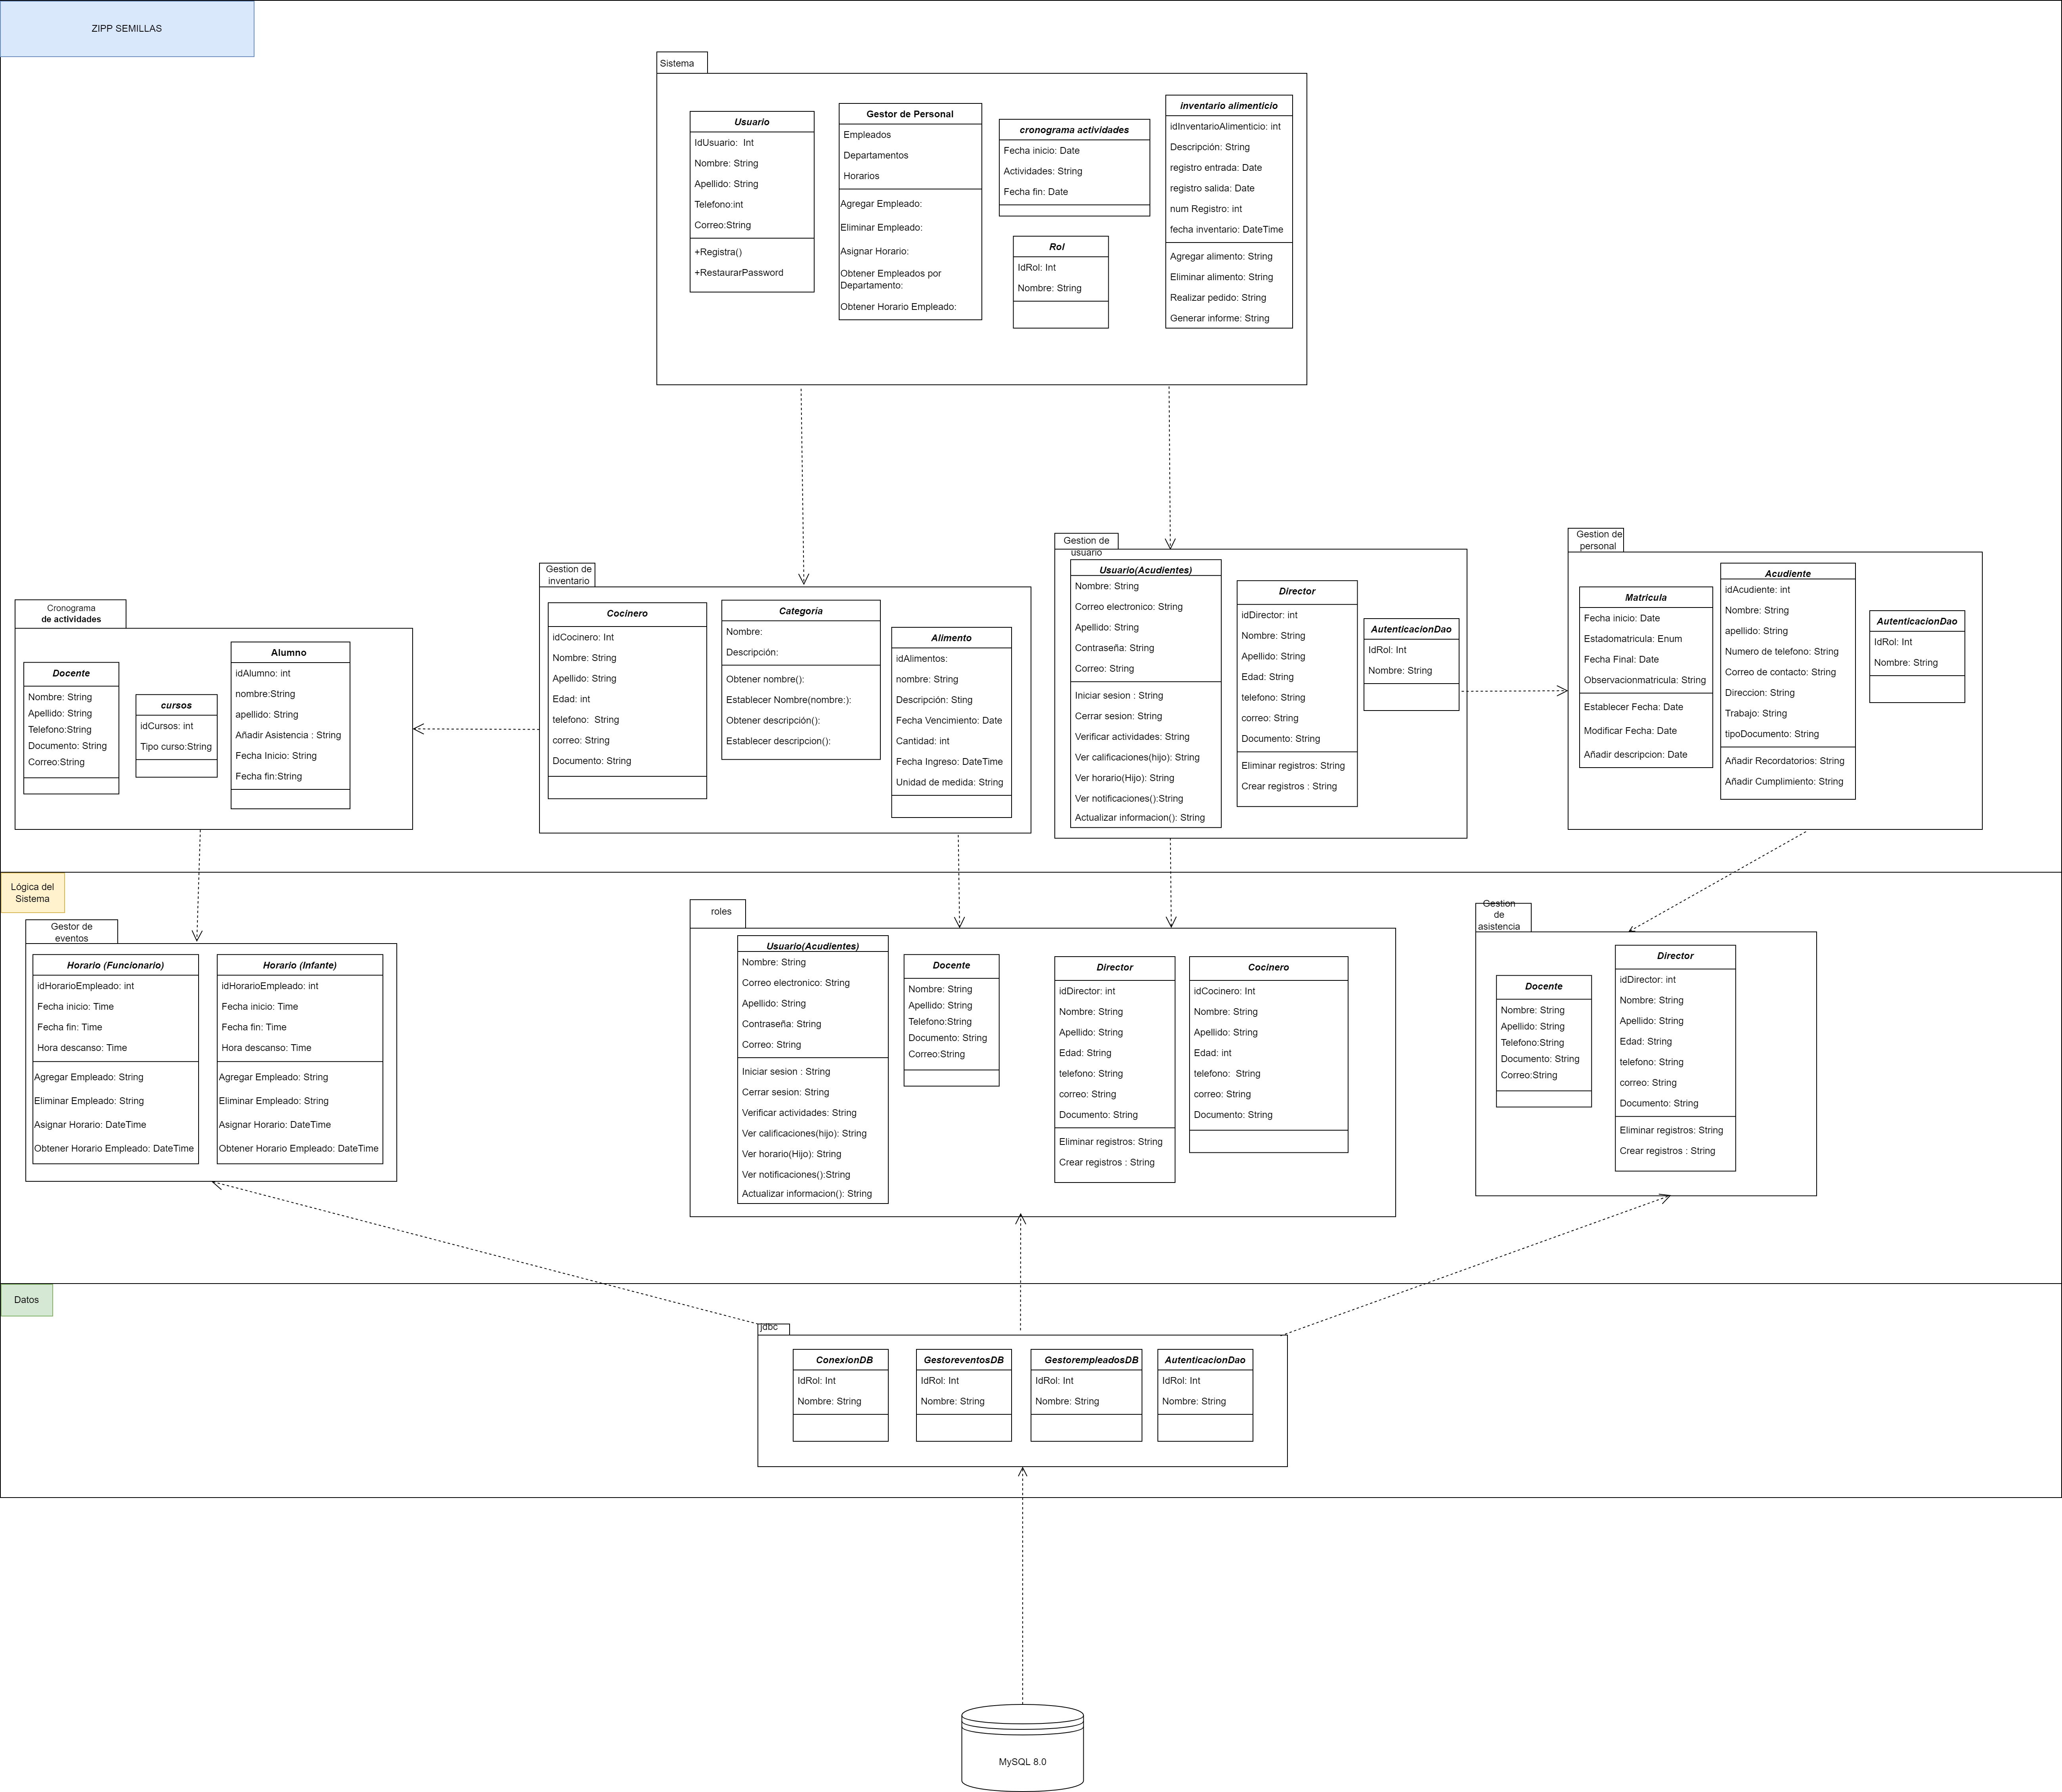 ZIPP SEMILLAS
Sistema
Usuario
IdUsuario:  Int
Nombre: String
Apellido: String
Telefono:int
Correo:String
+Registra()
+RestaurarPassword
Gestor de Personal
Empleados
Departamentos
Horarios
Agregar Empleado:
Eliminar Empleado:
Asignar Horario:
Obtener Empleados por
Departamento:
Obtener Horario Empleado:
cronograma actividades
Fecha inicio: Date
Actividades: String
Fecha fin: Date
Rol
IdRol: Int
Nombre: String
inventario alimenticio
idInventarioAlimenticio: int
Descripción: String
registro entrada: Date
registro salida: Date
num Registro: int
fecha inventario: DateTime
Agregar alimento: String
Eliminar alimento: String
Realizar pedido: String
Generar informe: String
Cronograma
de actividades
Docente
Nombre: String
Apellido: String
Telefono:String
Documento: String
Correo:String
cursos
idCursos: int
Tipo curso:String
Alumno
idAlumno: int
nombre:String
apellido: String
Añadir Asistencia : String
Fecha Inicio: String
Fecha fin:String
Gestion de
inventario
Cocinero
idCocinero: Int
Nombre: String
Apellido: String
Edad: int
telefono:  String
correo: String
Documento: String
Categoría
Nombre:
Descripción:
Obtener nombre():
Establecer Nombre(nombre:):
Obtener descripción():
Establecer descripcion():
Alimento
idAlimentos:
nombre: String
Descripción: Sting
Fecha Vencimiento: Date
Cantidad: int
Fecha Ingreso: DateTime
Unidad de medida: String
Gestion de
usuario
Usuario(Acudientes)
Nombre: String
Correo electronico: String
Apellido: String
Contraseña: String
Correo: String
Iniciar sesion : String
Cerrar sesion: String
Verificar actividades: String
Ver calificaciones(hijo): String
Ver horario(Hijo): String
Ver notificaciones():String
Actualizar informacion(): String
Director
idDirector: int
Nombre: String
Apellido: String
Edad: String
telefono: String
correo: String
Documento: String
Eliminar registros: String
Crear registros : String
AutenticacionDao
IdRol: Int
Nombre: String
Gestion de
personal
Matricula
Fecha inicio: Date
Estadomatricula: Enum
Fecha Final: Date
Observacionmatricula: String
Establecer Fecha: Date
Modificar Fecha: Date
Añadir descripcion: Date
Acudiente
idAcudiente: int
Nombre: String
apellido: String
Numero de telefono: String
Correo de contacto: String
Direccion: String
Trabajo: String
tipoDocumento: String
Añadir Recordatorios: String
Añadir Cumplimiento: String
AutenticacionDao
IdRol: Int
Nombre: String
Lógica del
Sistema
Gestor de
eventos
Horario (Funcionario)
idHorarioEmpleado: int
Fecha inicio: Time
Fecha fin: Time
Hora descanso: Time
Agregar Empleado: String
Eliminar Empleado: String
Asignar Horario: DateTime
Obtener Horario Empleado: DateTime
Horario (Infante)
idHorarioEmpleado: int
Fecha inicio: Time
Fecha fin: Time
Hora descanso: Time
Agregar Empleado: String
Eliminar Empleado: String
Asignar Horario: DateTime
Obtener Horario Empleado: DateTime
roles
Usuario(Acudientes)
Nombre: String
Correo electronico: String
Apellido: String
Contraseña: String
Correo: String
Iniciar sesion : String
Cerrar sesion: String
Verificar actividades: String
Ver calificaciones(hijo): String
Ver horario(Hijo): String
Ver notificaciones():String
Actualizar informacion(): String
Docente
Nombre: String
Apellido: String
Telefono:String
Documento: String
Correo:String
Director
idDirector: int
Nombre: String
Apellido: String
Edad: String
telefono: String
correo: String
Documento: String
Eliminar registros: String
Crear registros : String
Cocinero
idCocinero: Int
Nombre: String
Apellido: String
Edad: int
telefono:  String
correo: String
Documento: String
Gestion
de
asistencia
Docente
Nombre: String
Apellido: String
Telefono:String
Documento: String
Correo:String
Director
idDirector: int
Nombre: String
Apellido: String
Edad: String
telefono: String
correo: String
Documento: String
Eliminar registros: String
Crear registros : String
Datos
jdbc
ConexionDB
IdRol: Int
Nombre: String
GestoreventosDB
IdRol: Int
Nombre: String
GestorempleadosDB
IdRol: Int
Nombre: String
AutenticacionDao
IdRol: Int
Nombre: String
MySQL 8.0